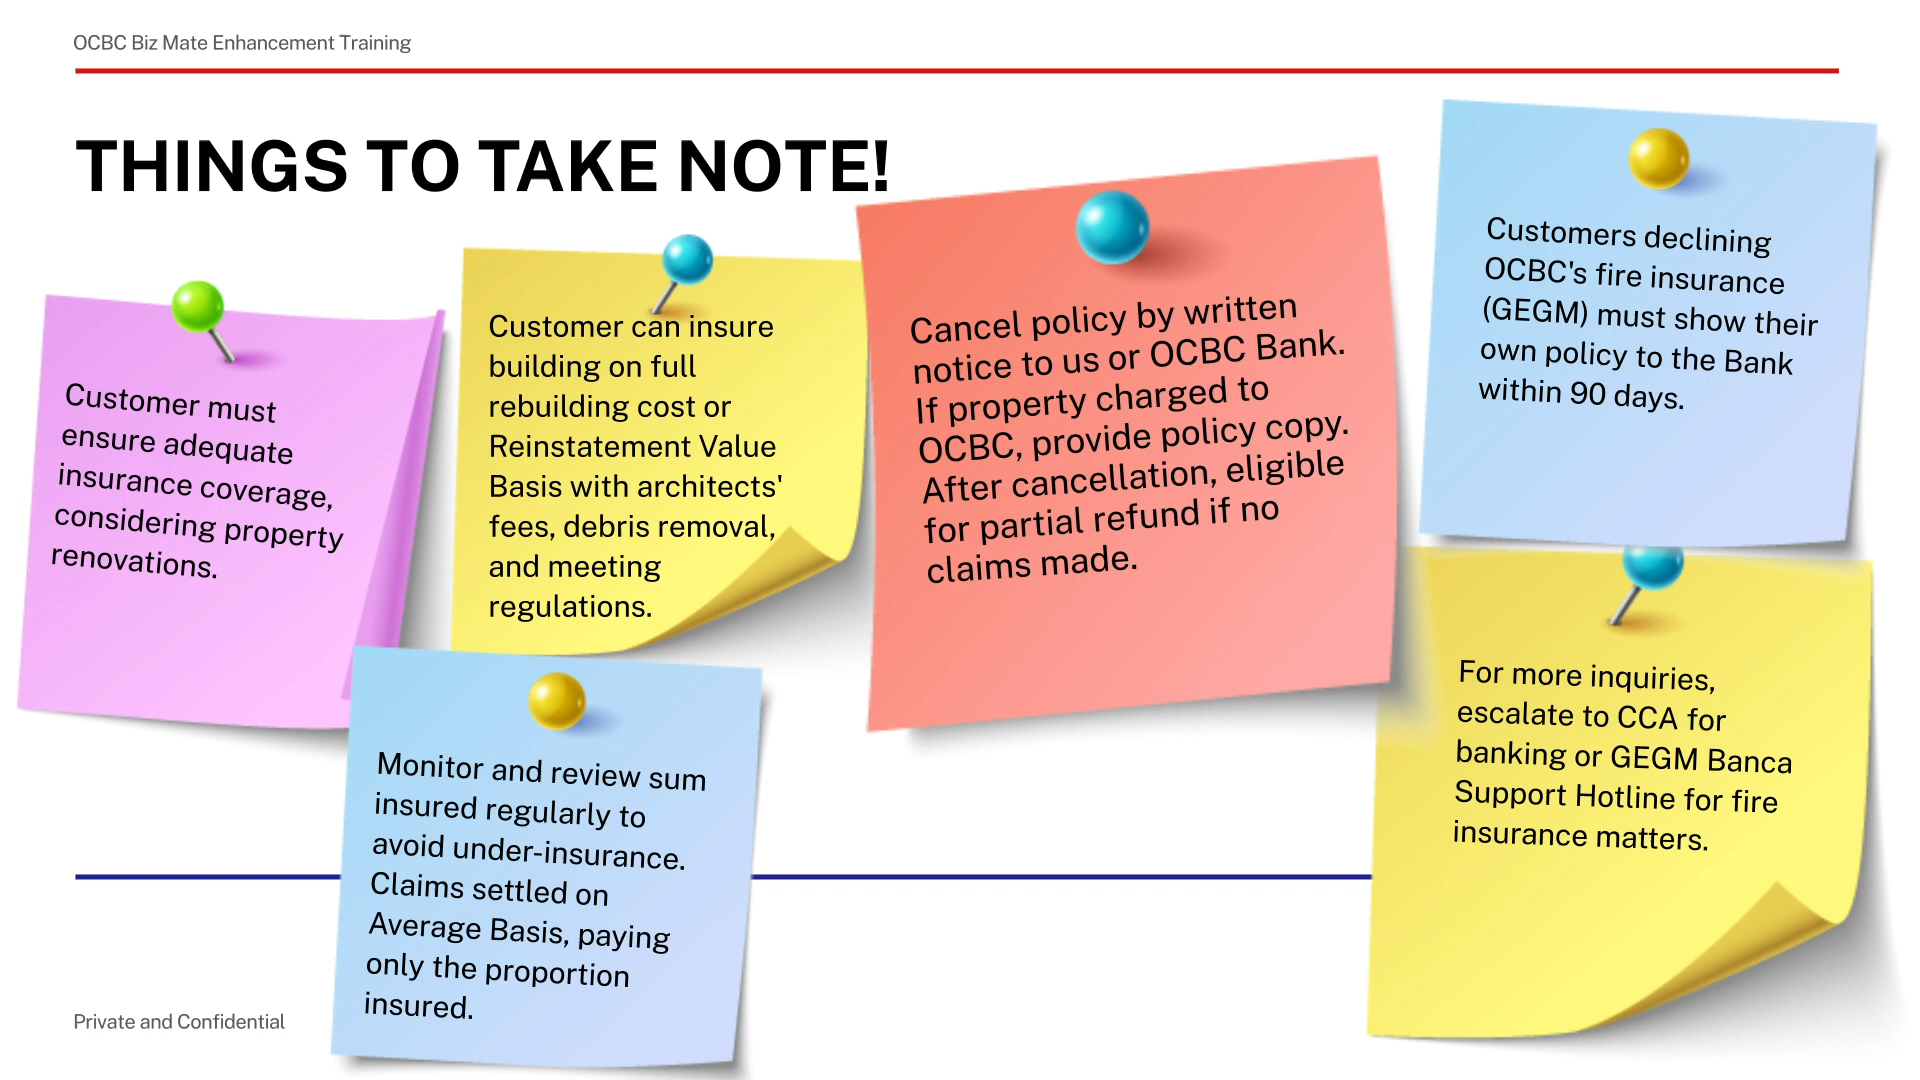 OCBC Biz Mate Enhancement Training
THINGS TO TAKE NOTE!
Customer must
ensure adequate
insurance coverage,
considering property
renovations.
Customer can insure
building on full
rebuilding cost or
Reinstatement Value
Basis with architects'
fees, debris removal,
and meeting
regulations.
Cancel policy by written
notice to us or OCBC Bank.
If property charged to
OCBC, provide policy copy.
After cancellation, eligible
for partial refund if no
claims made.
Customers declining
OCBC's fire insurance
(GEGM) must show their
own policy to the Bank
within 90 days.
Monitor and review sum
insured regularly to
avoid under-insurance.
Claims settled on
Average Basis, paying
only the proportion
insured.
For more inquiries,
escalate to CCA for
banking or GEGM Banca
Support Hotline for fire
insurance matters.
Private and Confidential